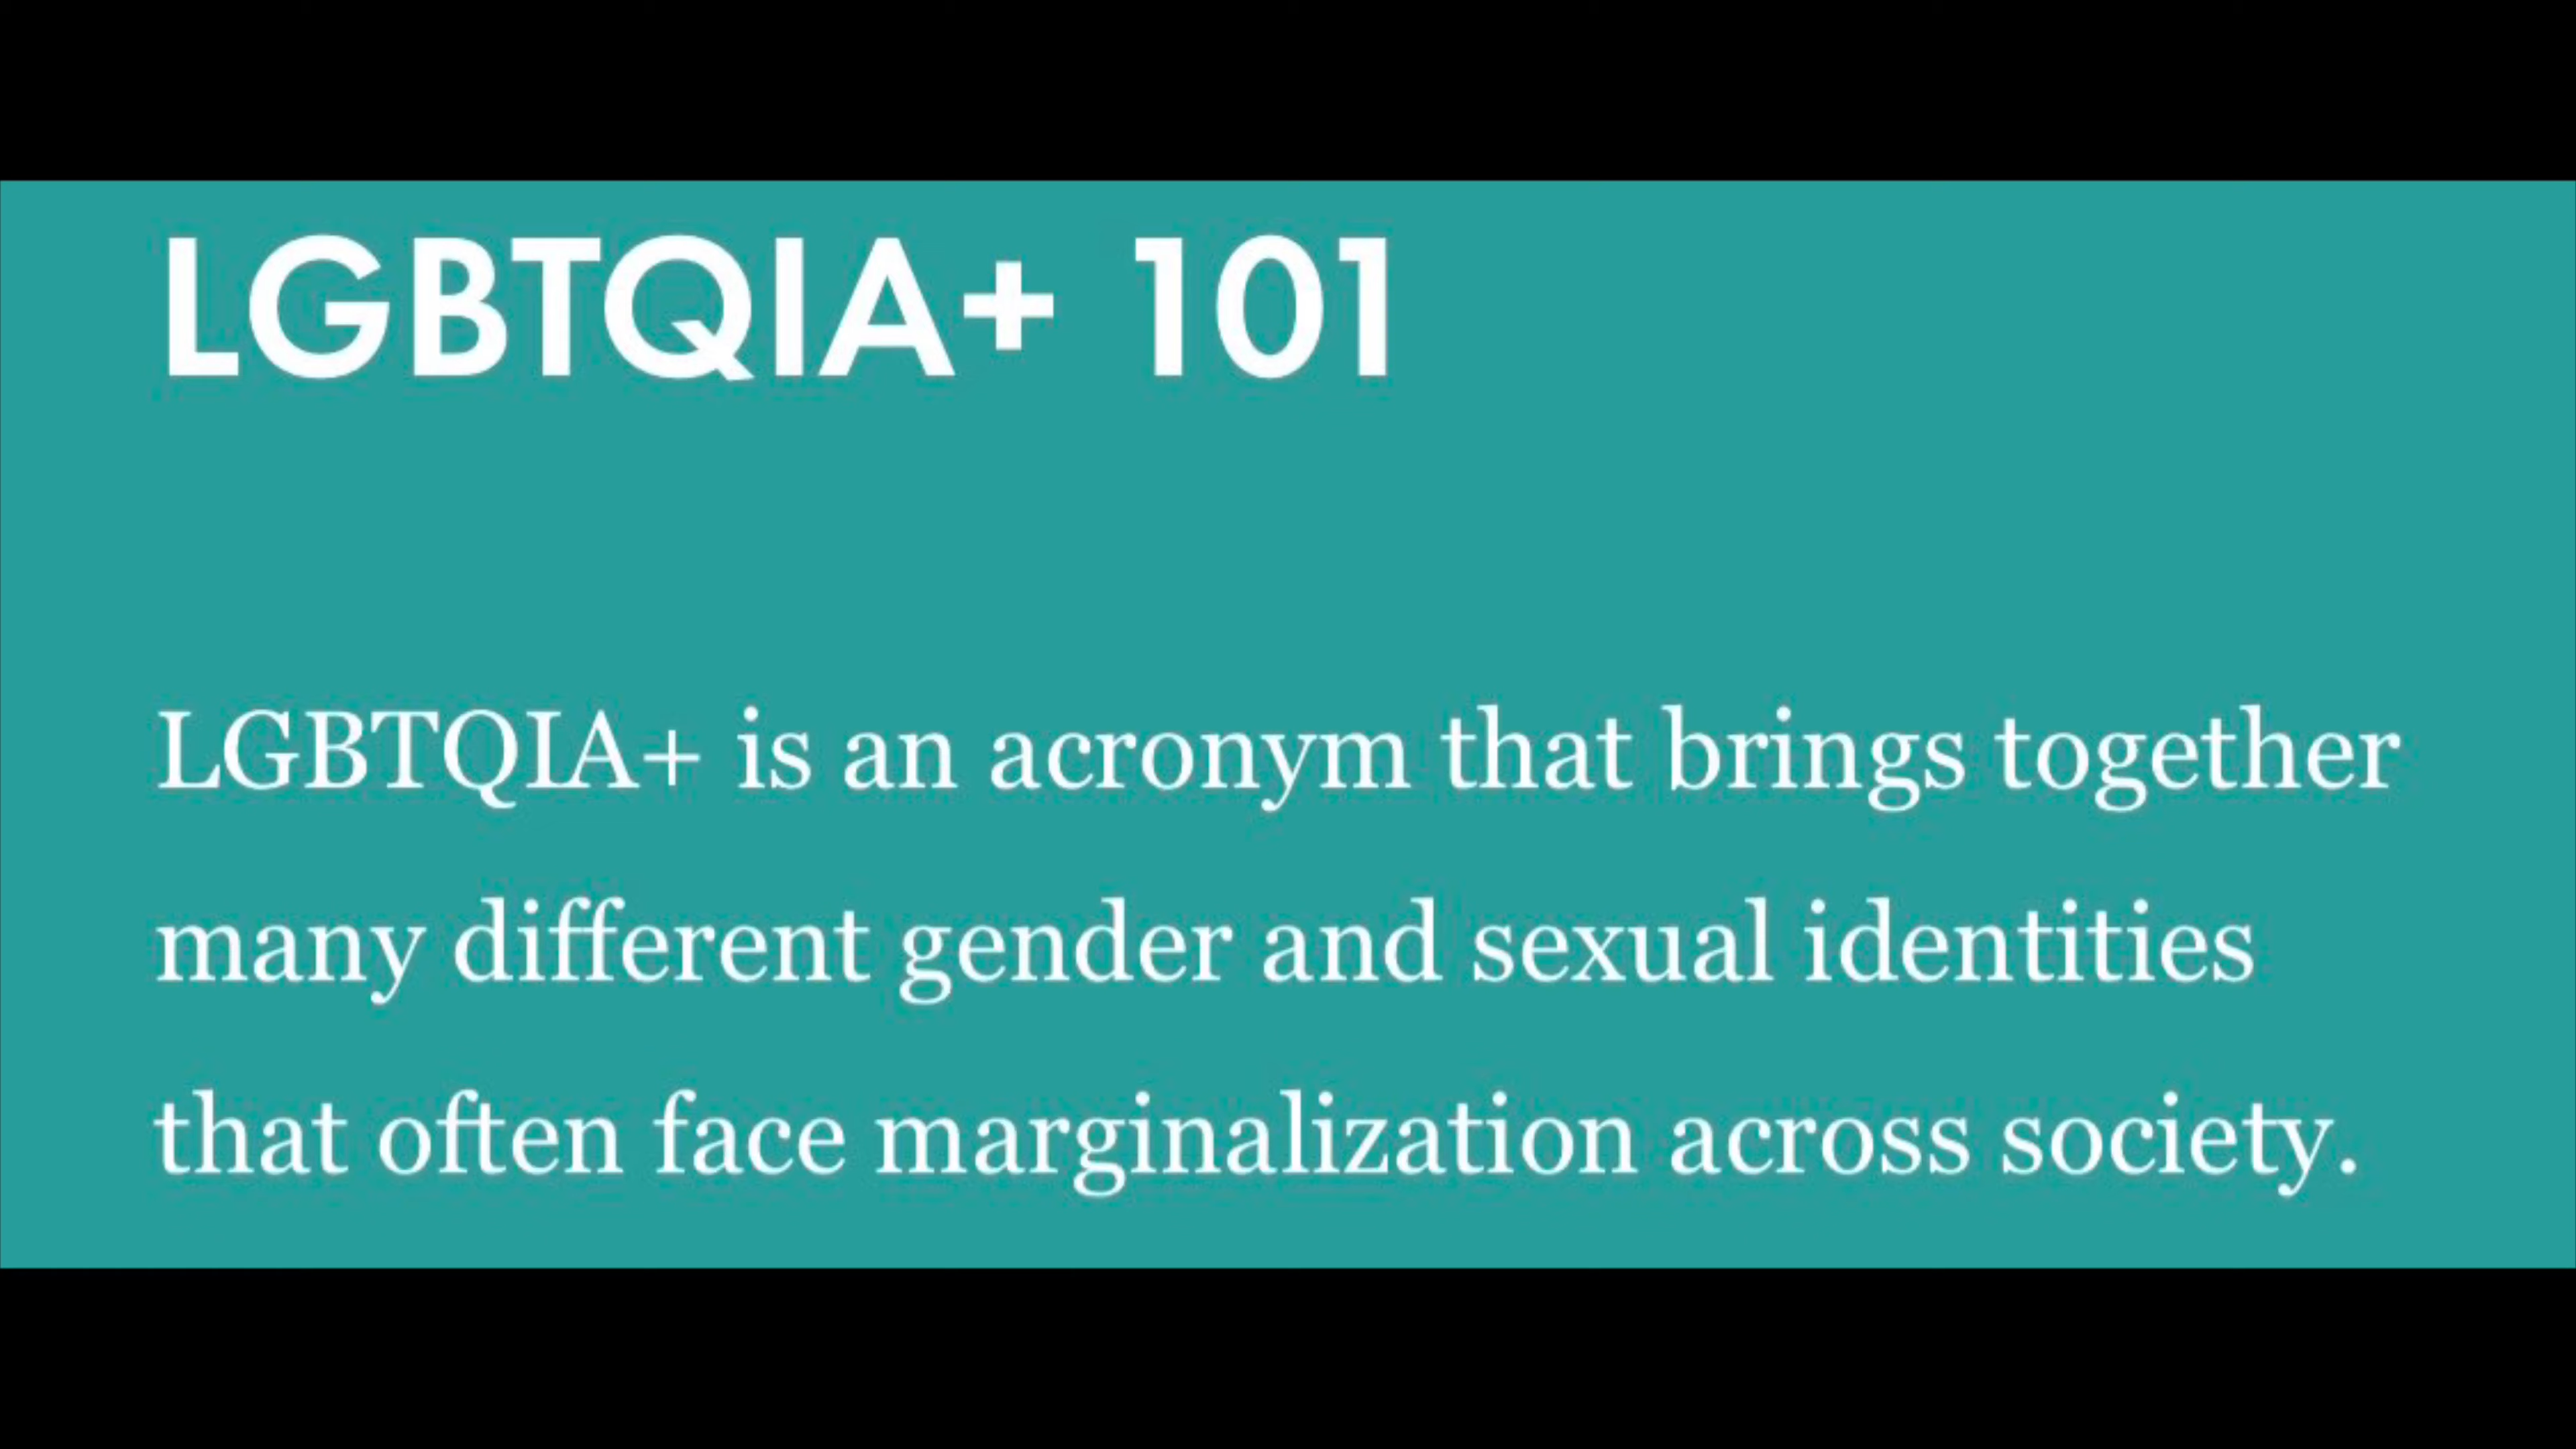 LGBTQIA+ 101
LGBTQIA+ is an acronym that brings together
many different gender and sexual identities
that often face marginalization across society.